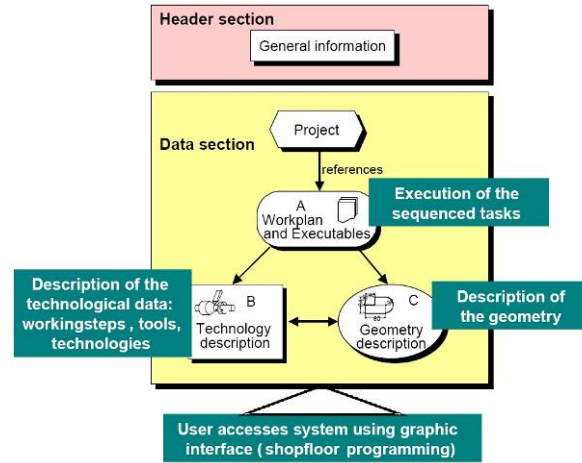 Header section
General information
Project
Data section
references
A
Workplan
and Executables
Execution of the
sequenced tasks
Description of the
technological data:
workingsteps , tools,
technologies
B
Technology
description
C
Geometry
description
Description of
the geometry
User accesses system using graphic
interface ( shopfloor programming)